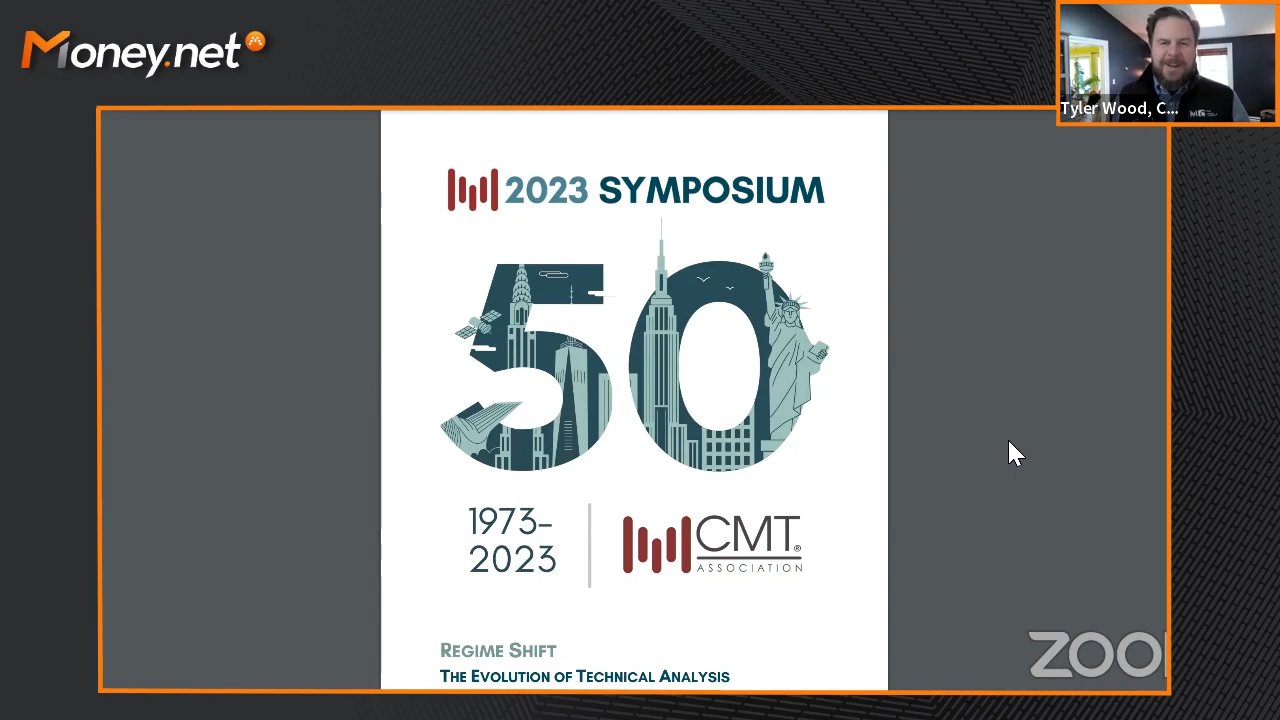 Money.net
Tyler Wood, C...
2023 SYMPOSIUM
50
1973–
2023
CMT®
ASSOCIATION
REGIME SHIFT
THE EVOLUTION OF TECHNICAL ANALYSIS
ZOO